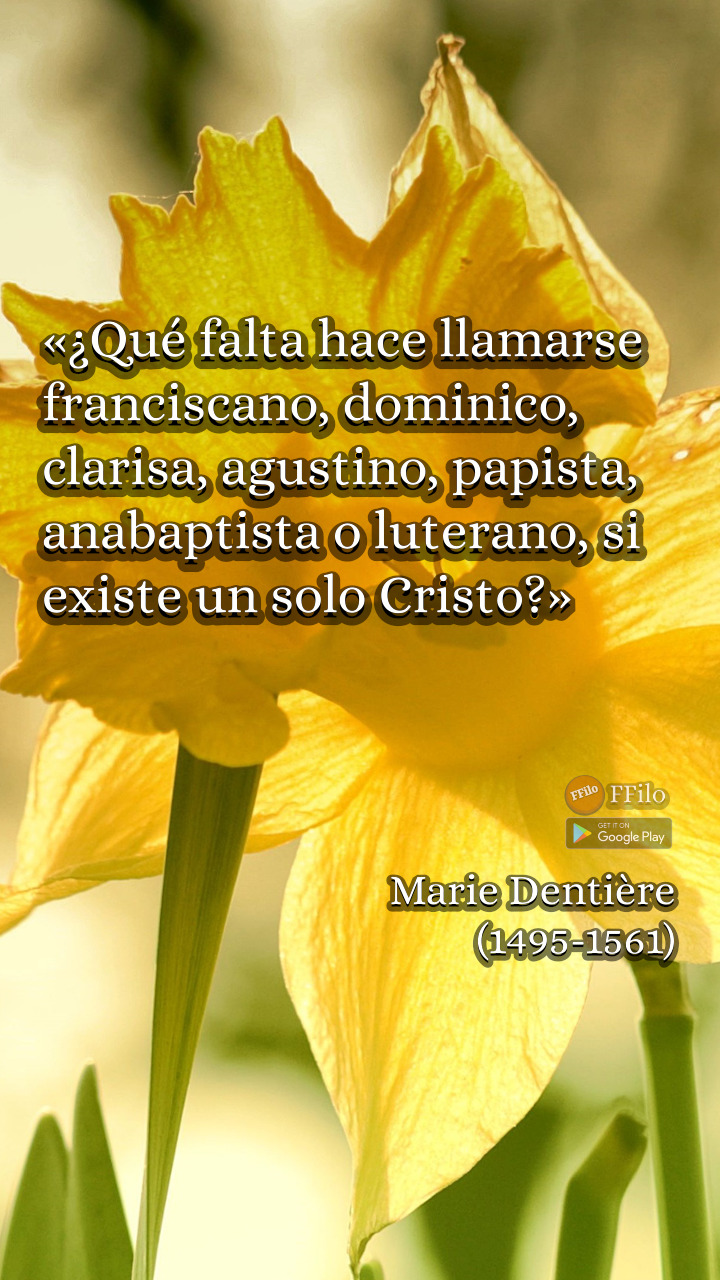 «¿Qué falta hace llamarse
franciscano, dominico,
clarisa, agustino, papista,
anabaptista o luterano, si
existe un solo Cristo?»
FFilo FFilo
GET IT ON
Google Play
Marie Dentière
(1495-1561)